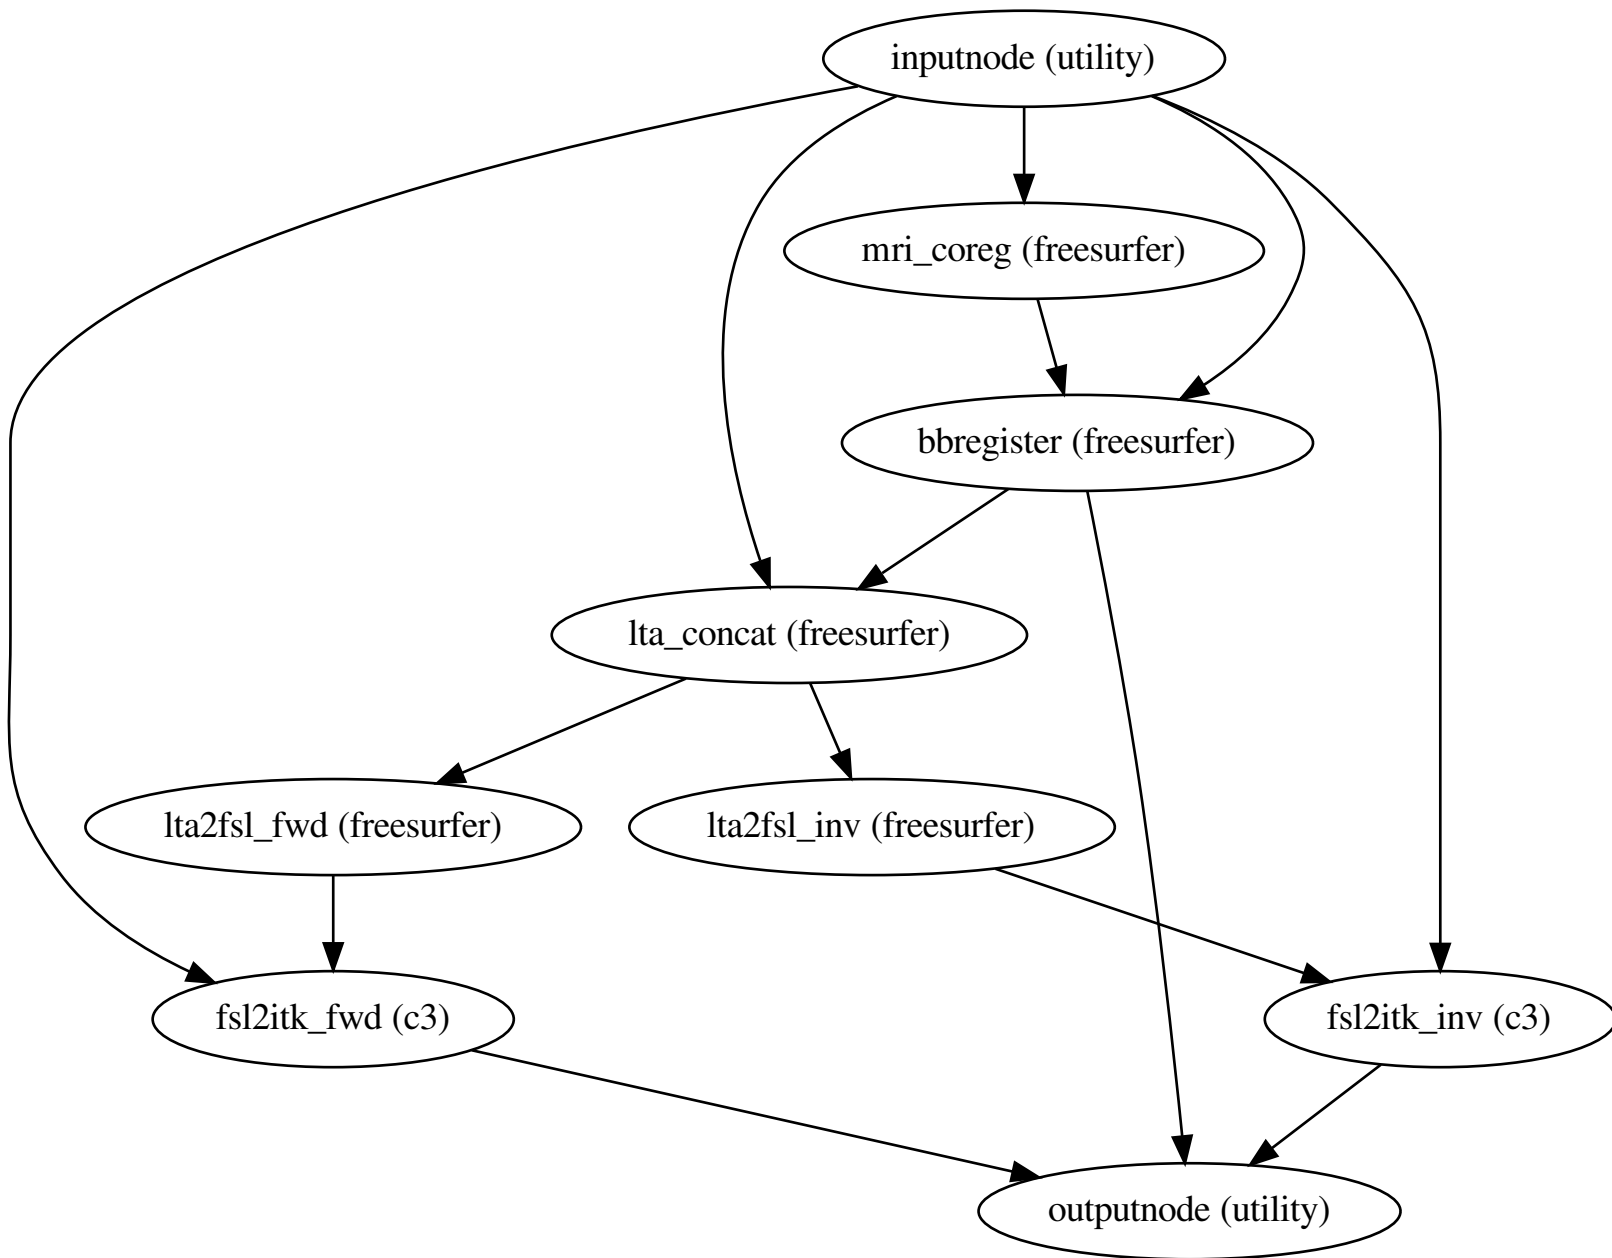 inputnode (utility)
mri_coreg (freesurfer)
bbregister (freesurfer)
lta_concat (freesurfer)
lta2fsl_fwd (freesurfer)
lta2fsl_inv (freesurfer)
fsl2itk_fwd (c3)
fsl2itk_inv (c3)
outputnode (utility)